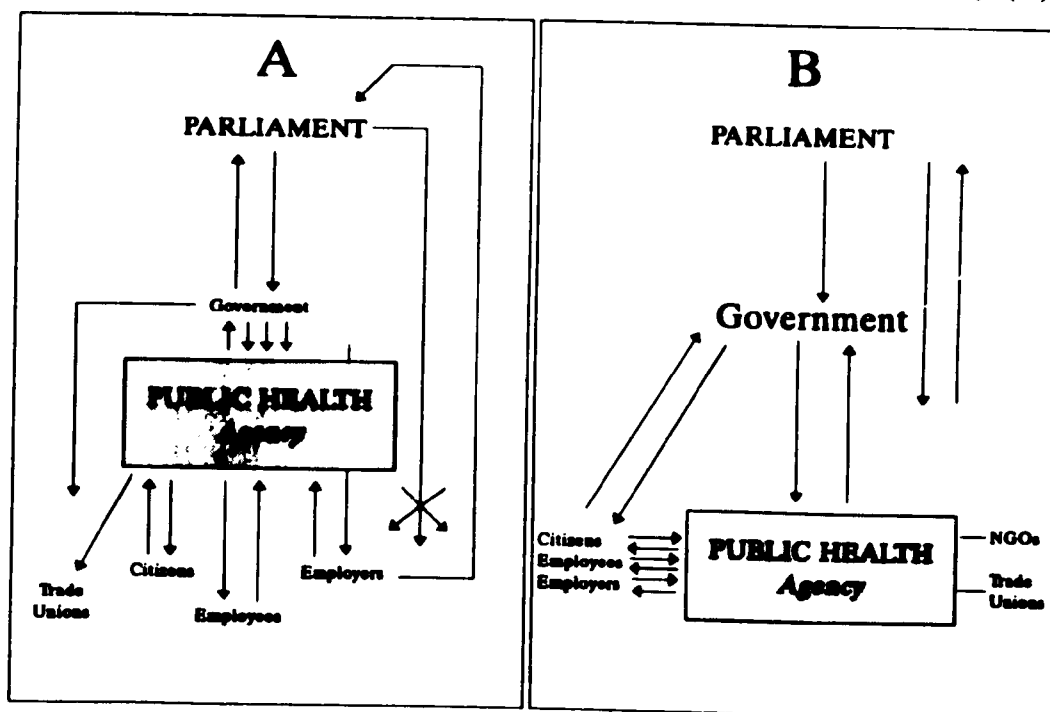 A
PARLIAMENT
Government
PUBLIC HEALTH
Agency
Citizens
Employers
Trade
Unions
Employees
B
PARLIAMENT
Government
Citizens
Employees
Employers
PUBLIC HEALTH
Agency
NGOs
Trade
Unions